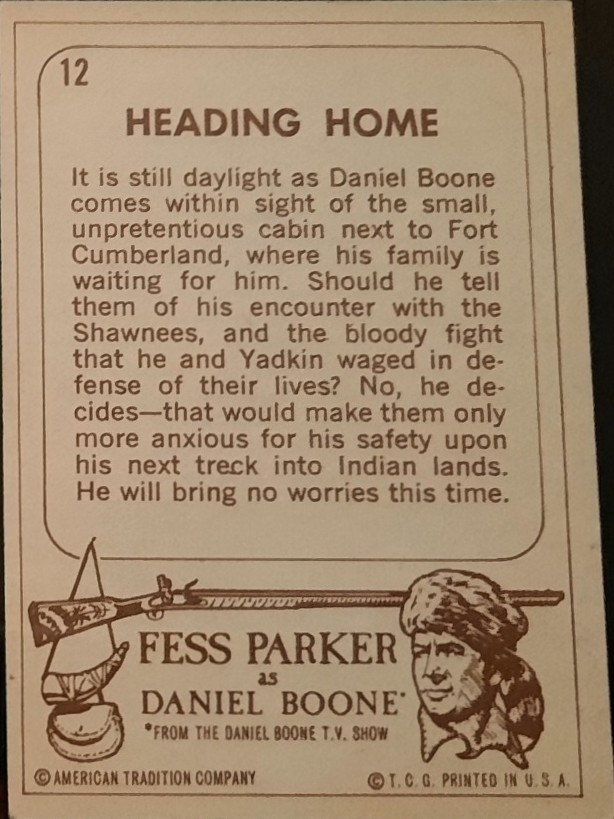 12
HEADING HOME
It is still daylight as Daniel Boone
comes within sight of the small,
unpretentious cabin next to Fort
Cumberland, where his family is
waiting for him. Should he tell
them of his encounter with the
Shawnees, and the bloody fight
that he and Yadkin waged in de-
fense of their lives? No, he de-
cides—that would make them only
more anxious for his safety upon
his next treck into Indian lands.
He will bring no worries this time.
FESS PARKER
as
DANIEL BOONE*
*FROM THE DANIEL BOONE T.V. SHOW
© AMERICAN TRADITION COMPANY
© T. C. G. PRINTED IN U. S. A.